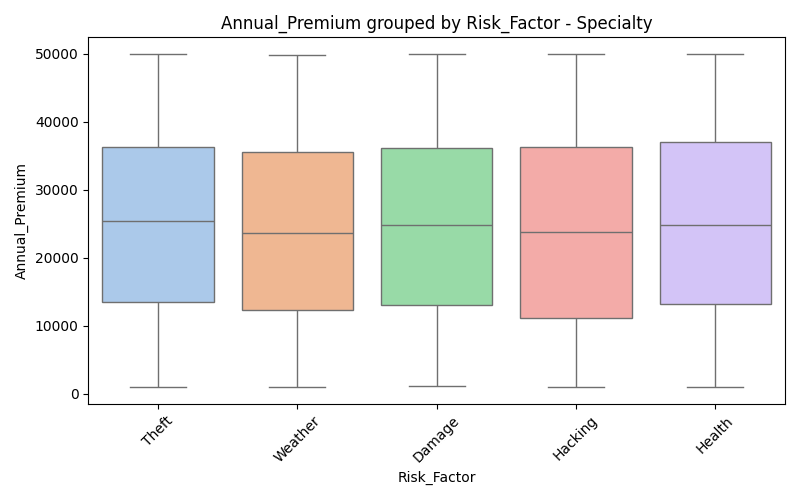 Annual_Premium grouped by Risk_Factor - Specialty
Annual_Premium
50000
40000
30000
20000
10000
0
Theft
Weather
Damage
Hacking
Health
Risk_Factor